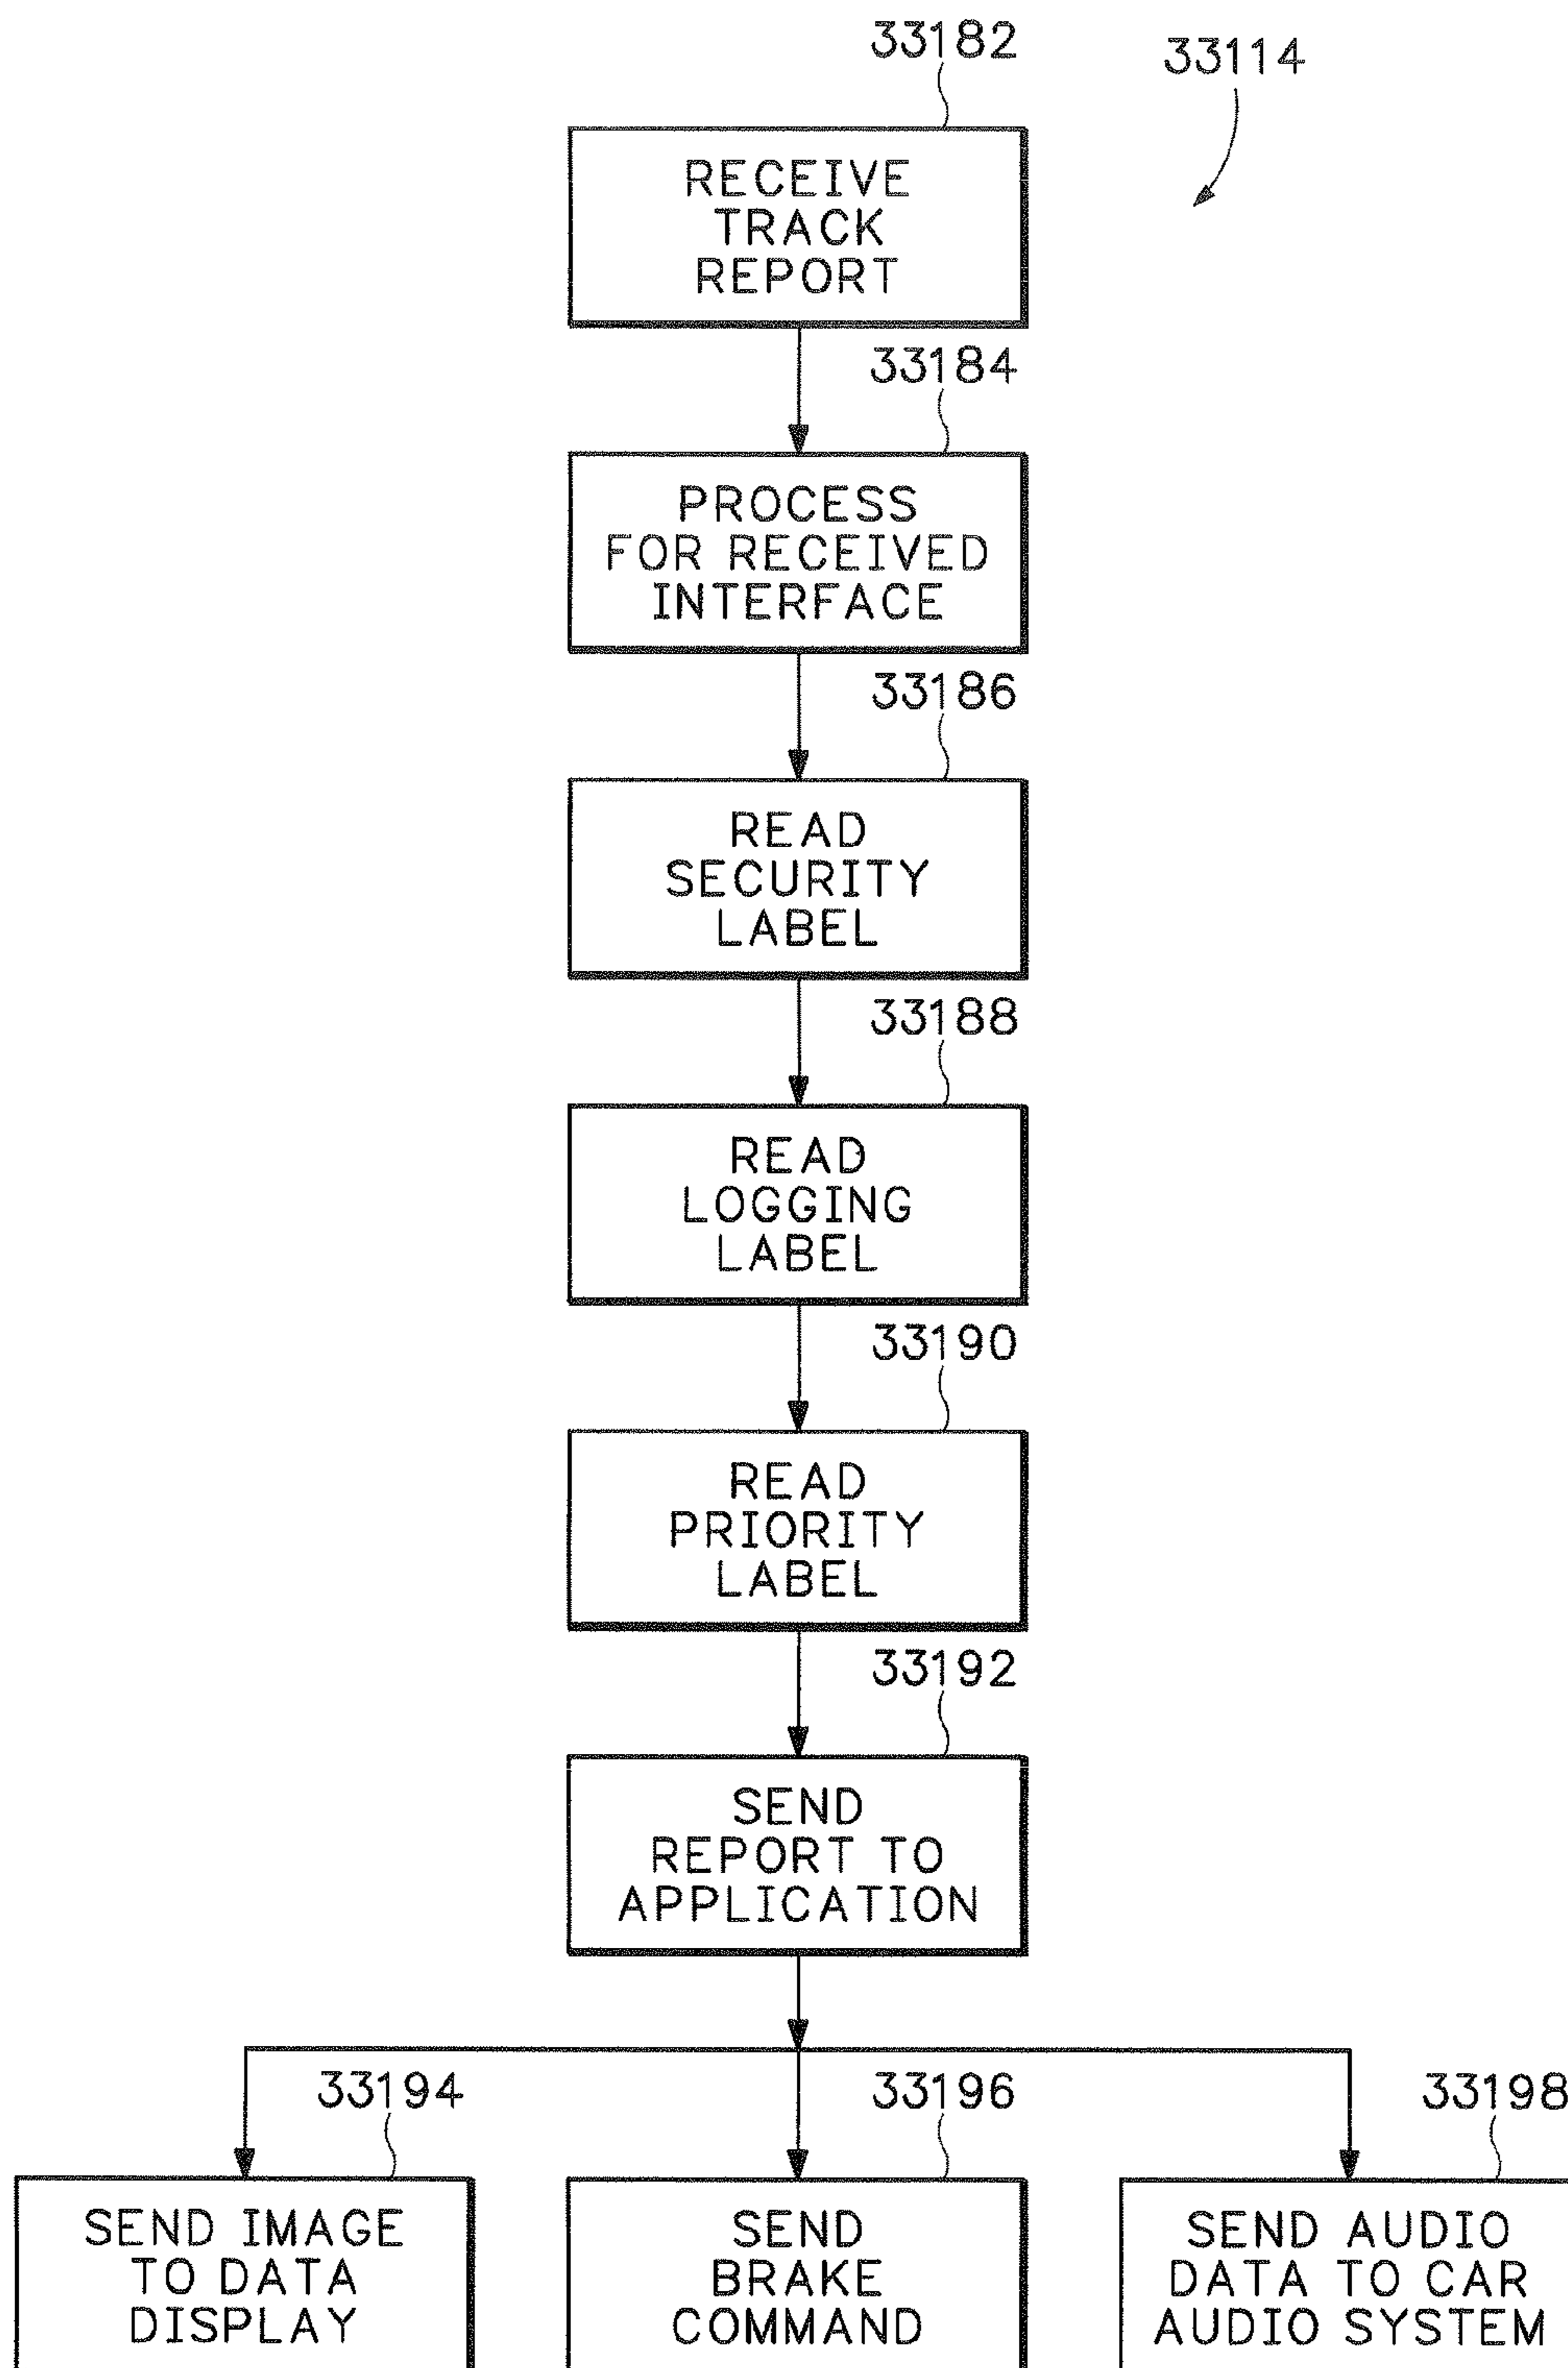 33182
33114
RECEIVE
TRACK
REPORT
33184
PROCESS
FOR RECEIVED
INTERFACE
33186
READ
SECURITY
LABEL
33188
READ
LOGGING
LABEL
33190
READ
PRIORITY
LABEL
33192
SEND
REPORT TO
APPLICATION
33194
SEND IMAGE
TO DATA
DISPLAY
33196
SEND
BRAKE
COMMAND
33198
SEND AUDIO
DATA TO CAR
AUDIO SYSTEM